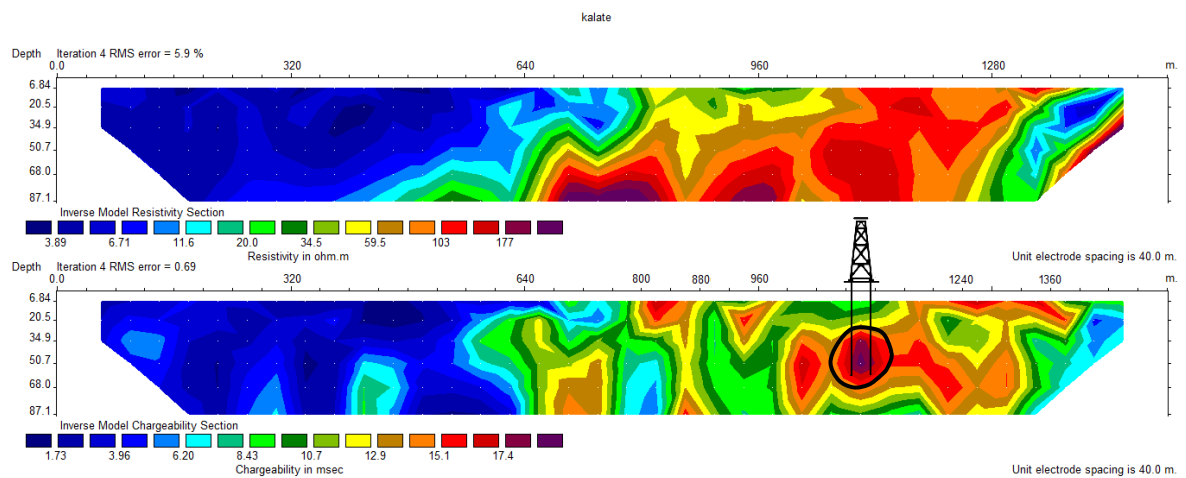 kalate
Depth Iteration 4 RMS error = 5.9 %
0.0 320 640 960 1280 m.
6.84
20.5
34.9
50.7
68.0
87.1
Inverse Model Resistivity Section
3.89 6.71 11.6 20.0 34.5 59.5 103 177
Resistivity in ohm.m
Unit electrode spacing is 40.0 m.
Depth Iteration 4 RMS error = 0.69
0.0 320 640 800 880 960 1240 1360 m.
6.84
20.5
34.9
50.7
68.0
87.1
Inverse Model Chargeability Section
1.73 3.96 6.20 8.43 10.7 12.9 15.1 17.4
Chargeability in msec
Unit electrode spacing is 40.0 m.